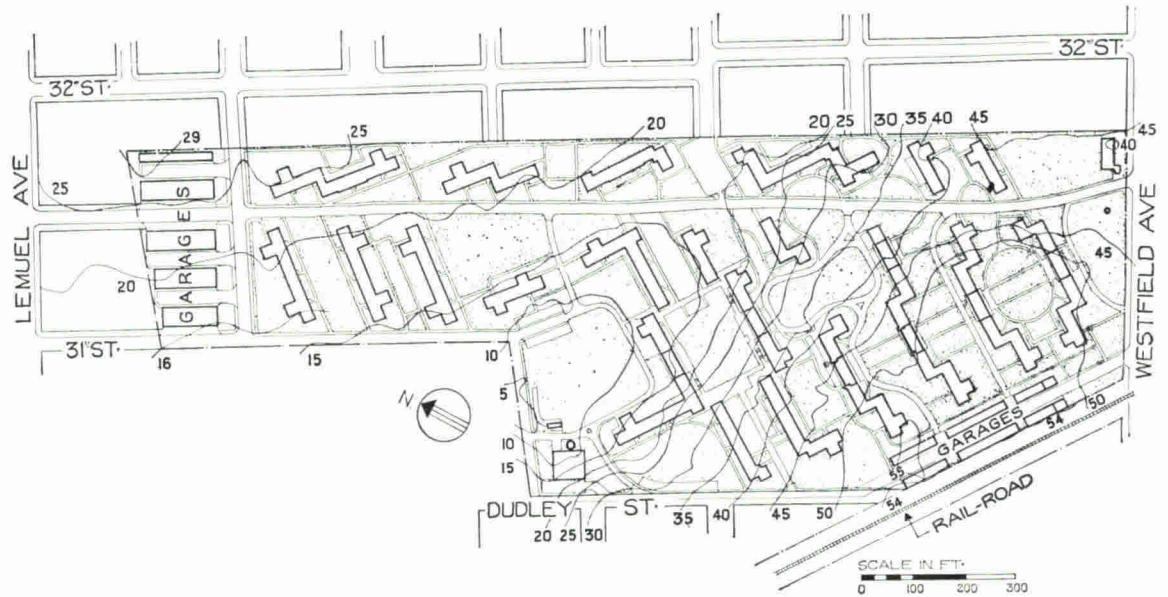 32ND ST.
32ND ST.
LEMUEL AVE
WESTFIELD AVE
29
25
20
20 25
30
35
40
45
45
40
25
GARAGES
20
45
16
15
10
31ST ST.
N
5
10
15
GARAGES
50
54
55
54
DUDLEY ST.
20 25 30
35
40
45
50
RAIL-ROAD
SCALE IN FT.
0 100 200 300